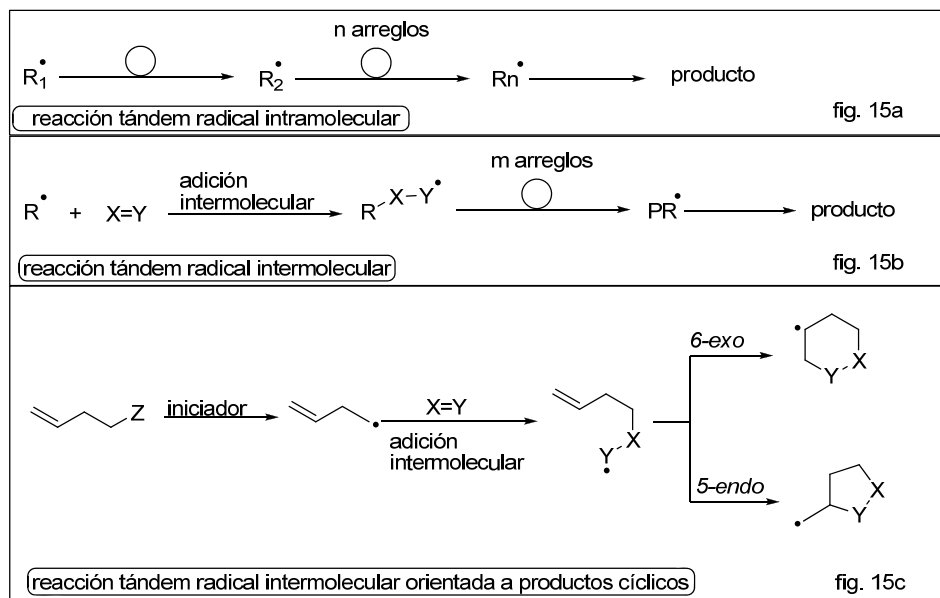 n arreglos
R1• R2• Rn• producto
reacción tándem radical intramolecular fig. 15a
m arreglos
adición
intermolecular
R• + X=Y R-X-Y• PR• producto
reacción tándem radical intermolecular fig. 15b
6-exo
X
Y
Z iniciador X=Y
adición
intermolecular
X
Y
5-endo
X
Y
reacción tándem radical intermolecular orientada a productos cíclicos fig. 15c